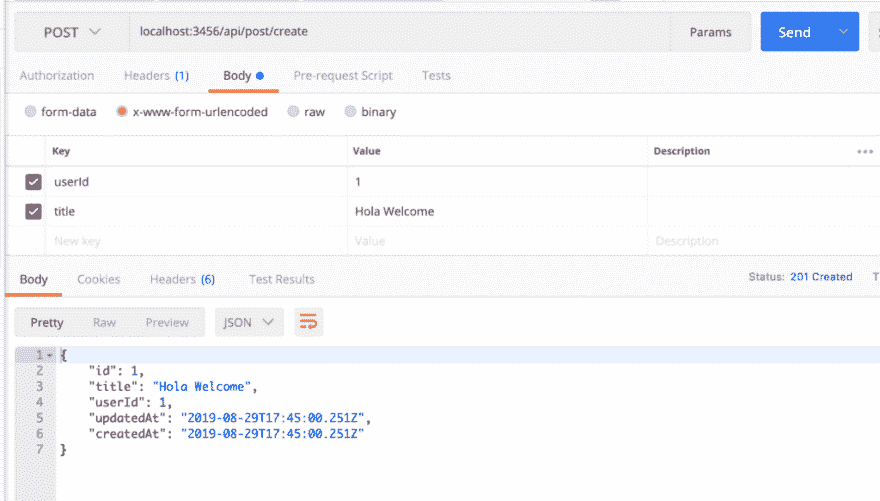 POST localhost:3456/api/post/create Params Send
Authorization Headers (1) Body Pre-request Script Tests
form-data x-www-form-urlencoded raw binary
Key Value Description
userId 1
title Hola Welcome
New key Value Description
Body Cookies Headers (6) Test Results Status: 201 Created
Pretty Raw Preview JSON
1 {
2 "id": 1,
3 "title": "Hola Welcome",
4 "userId": 1,
5 "updatedAt": "2019-08-29T17:45:00.251Z",
6 "createdAt": "2019-08-29T17:45:00.251Z"
7 }